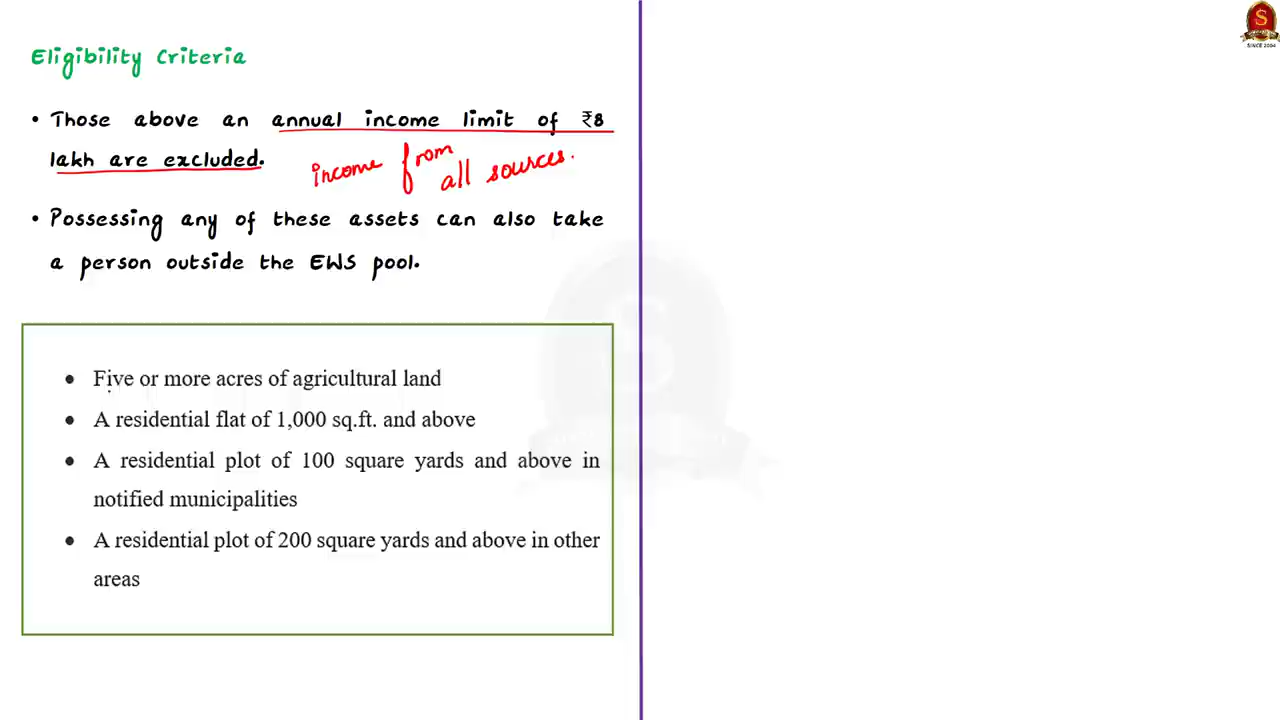 Eligibility Criteria
• Those above an annual income limit of ₹8
lakh are excluded.
income from
all sources.
• Possessing any of these assets can also take
a person outside the EWS pool.
• Five or more acres of agricultural land
• A residential flat of 1,000 sq.ft. and above
• A residential plot of 100 square yards and above in
notified municipalities
• A residential plot of 200 square yards and above in other
areas
S
SINCE 2004